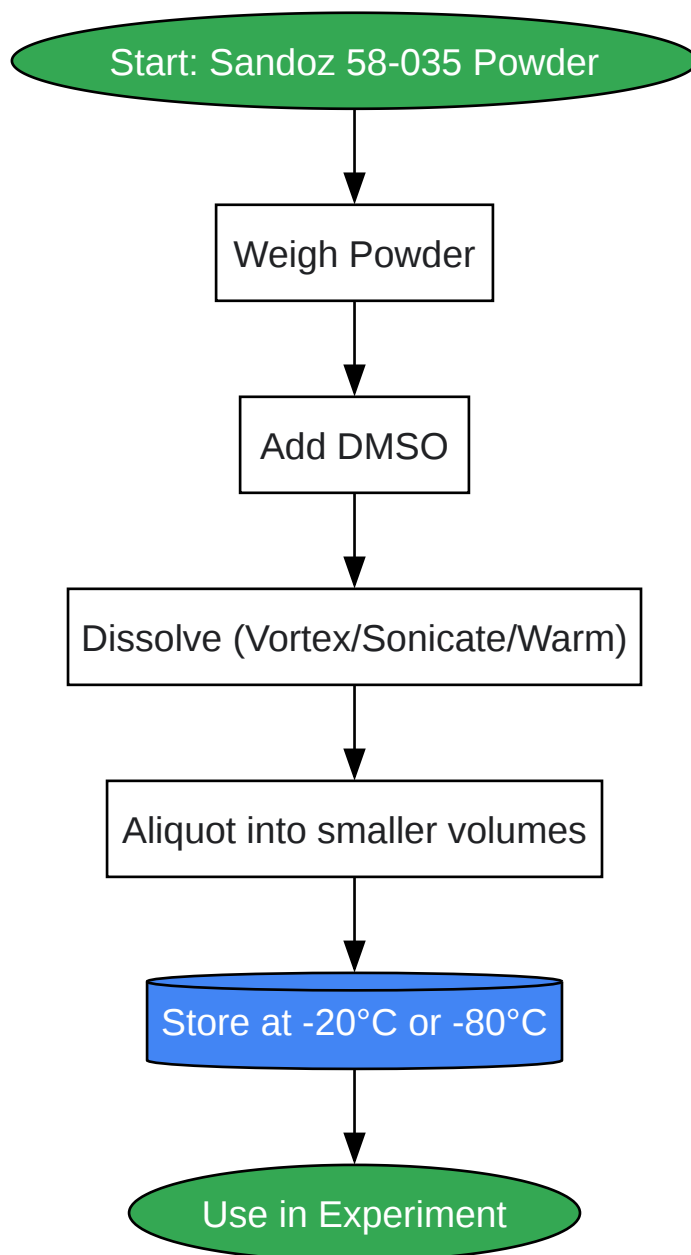 Start: Sandoz 58-035 Powder
Weigh Powder
Add DMSO
Dissolve (Vortex/Sonicate/Warm)
Aliquot into smaller volumes
Store at -20°C or -80°C
Use in Experiment